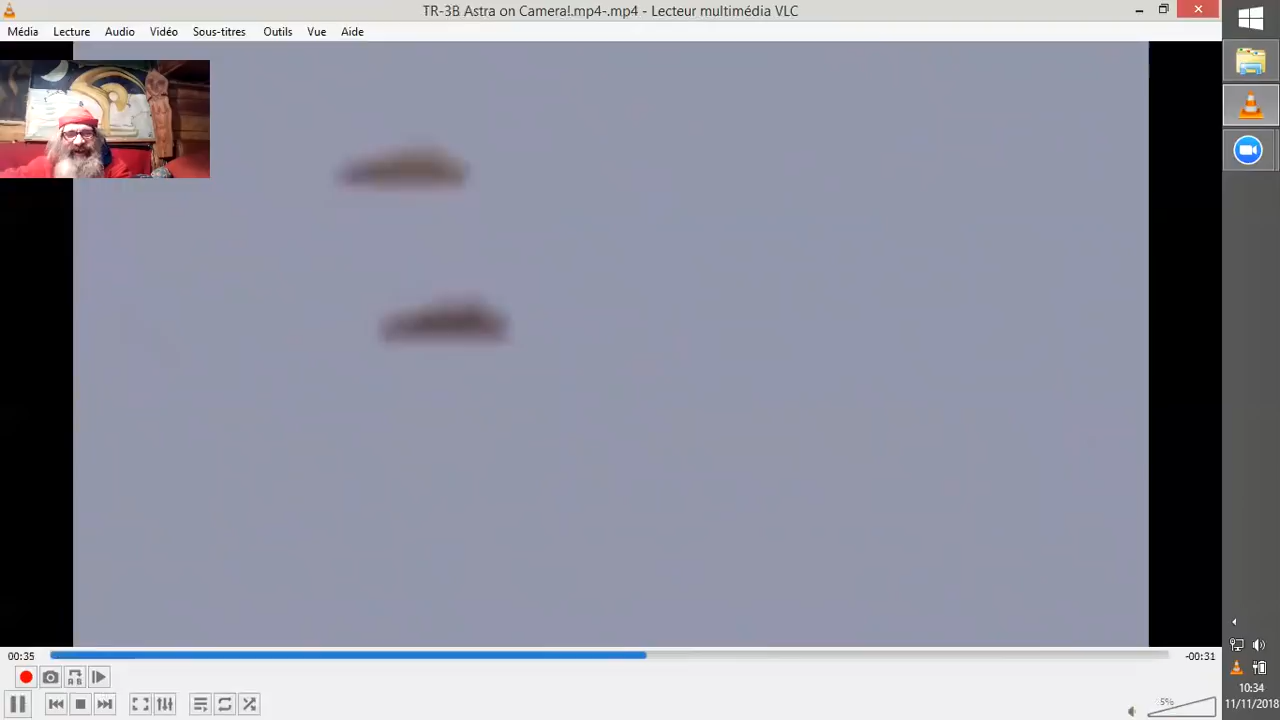 TR-3B Astra on Camera!.mp4-.mp4 - Lecteur multimédia VLC
Média Lecture Audio Vidéo Sous-titres Outils Vue Aide
00:35
-00:31
5%
10:34
11/11/2018